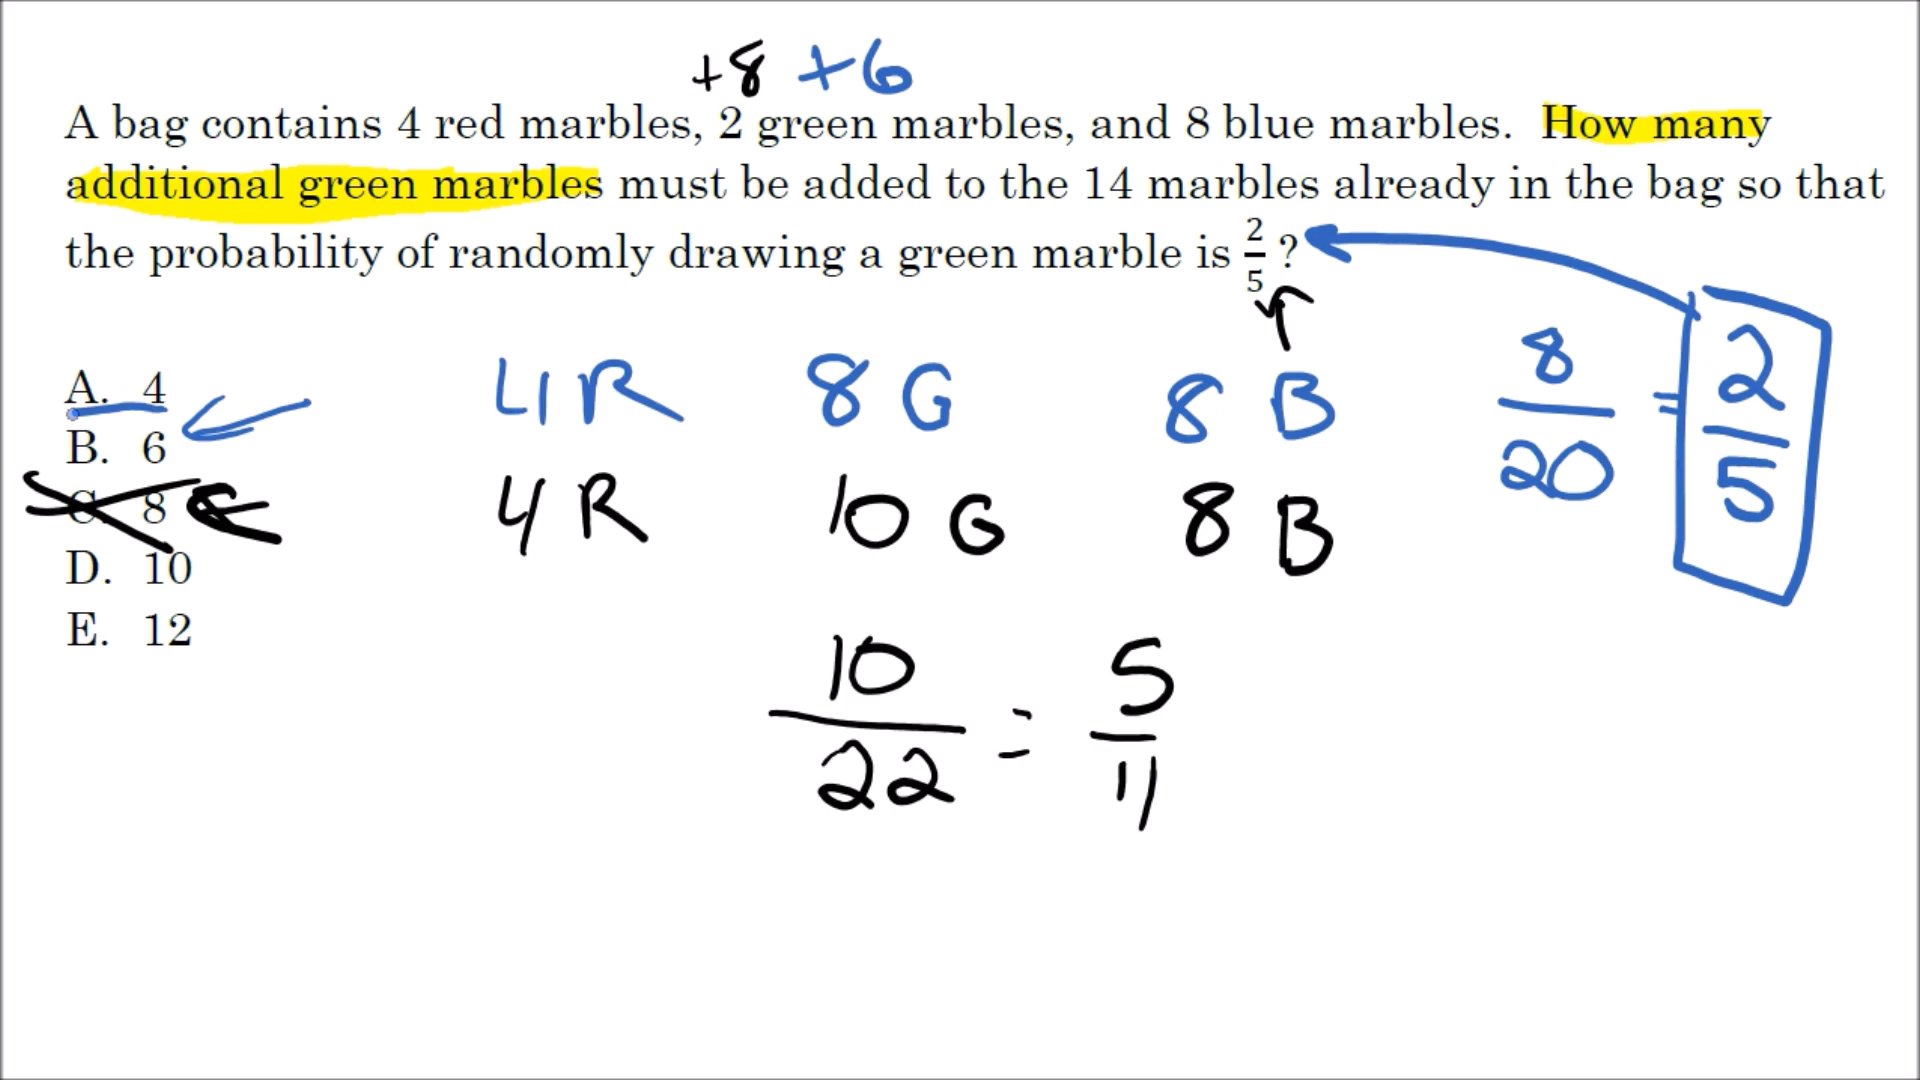 +8 +6
A bag contains 4 red marbles, 2 green marbles, and 8 blue marbles. How many
additional green marbles must be added to the 14 marbles already in the bag so that
the probability of randomly drawing a green marble is 2/5 ?
A. 4
B. 6
C. 8
D. 10
E. 12
4 R 8 G 8 B
8/20 = 2/5
4 R 10 G 8 B
10/22 = 5/11